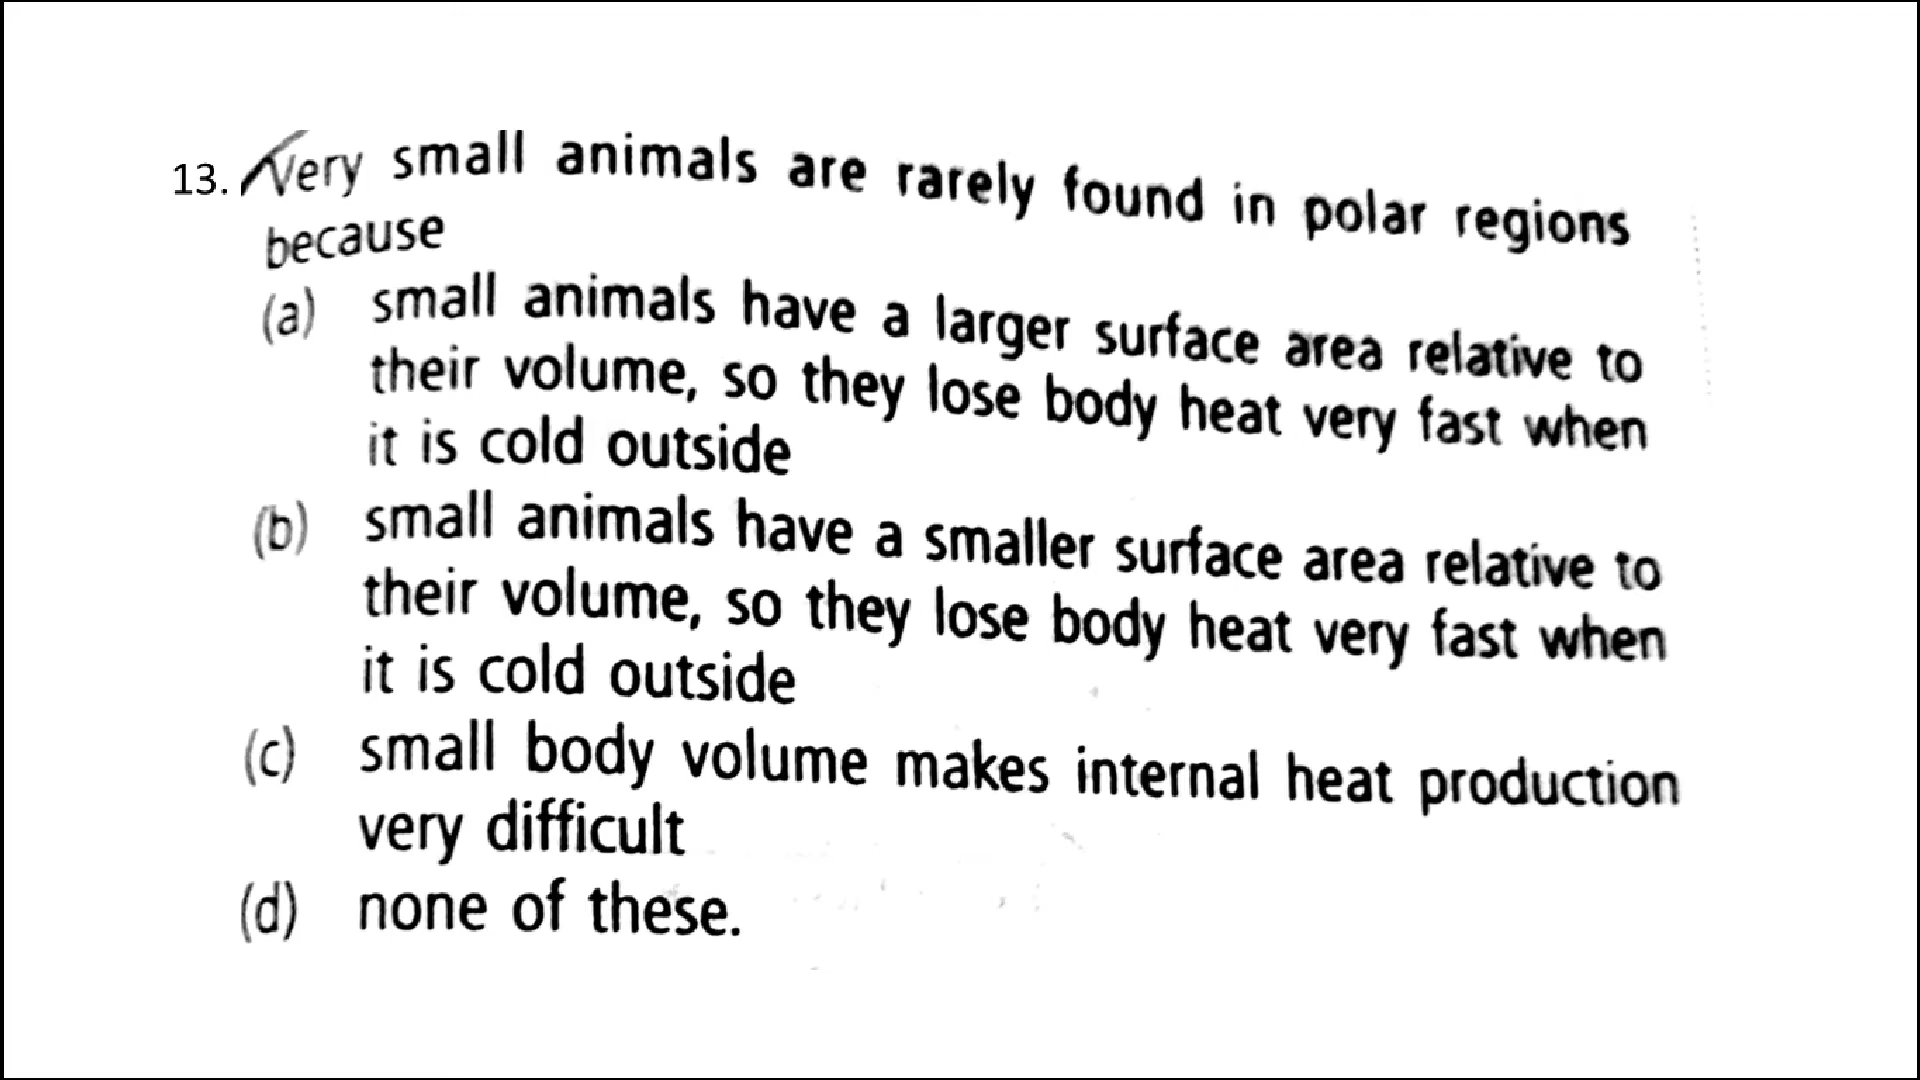 13. Very small animals are rarely found in polar regions
because
(a) small animals have a larger surface area relative to
their volume, so they lose body heat very fast when
it is cold outside
(b) small animals have a smaller surface area relative to
their volume, so they lose body heat very fast when
it is cold outside
(c) small body volume makes internal heat production
very difficult
(d) none of these.